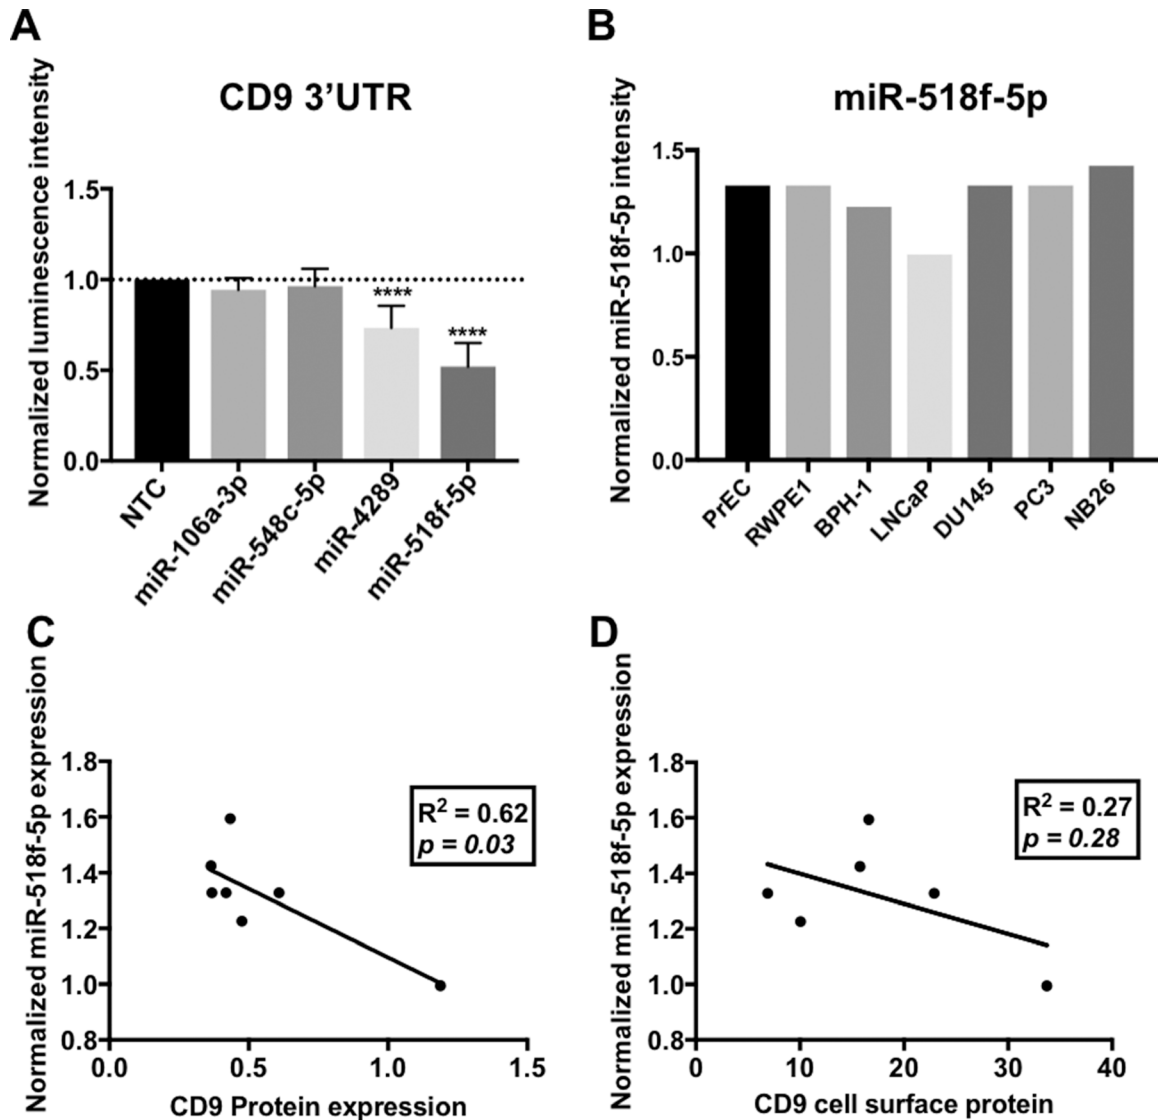 A
CD9 3’UTR
Normalized luminescence intensity
1.5
1.0
0.5
0.0
****
****
NTC
miR-106a-3p
miR-548c-5p
miR-4289
miR-518f-5p
B
miR-518f-5p
Normalized miR-518f-5p intensity
1.5
1.0
0.5
0.0
PrEC
RWPE1
BPH-1
LNCaP
DU145
PC3
NB26
C
Normalized miR-518f-5p expression
1.8
1.6
1.4
1.2
1.0
0.8
R² = 0.62
p = 0.03
0.0
0.5
1.0
1.5
CD9 Protein expression
D
Normalized miR-518f-5p expression
1.8
1.6
1.4
1.2
1.0
0.8
R² = 0.27
p = 0.28
0
10
20
30
40
CD9 cell surface protein